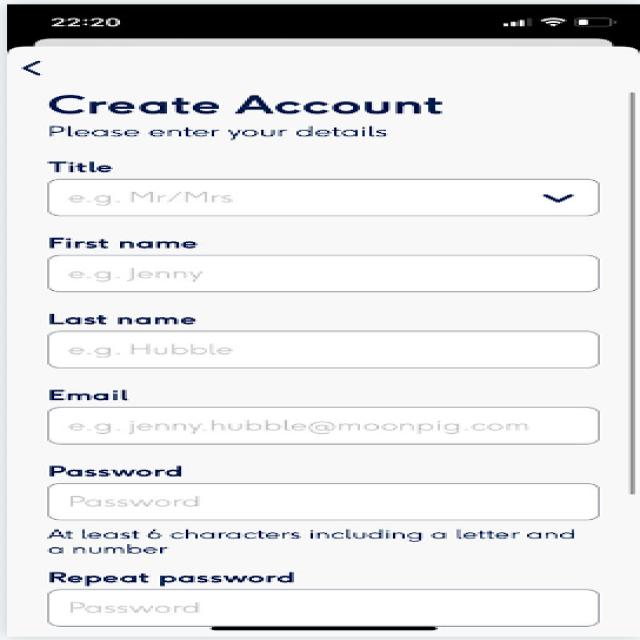 22:20
Create Account
Please enter your details
Title
e.g. Mr/Mrs
First name
e.g. Jenny
Last name
e.g. Hubble
Email
e.g. jenny.hubble@moonpig.com
Password
Password
At least 6 characters including a letter and
a number
Repeat password
Password